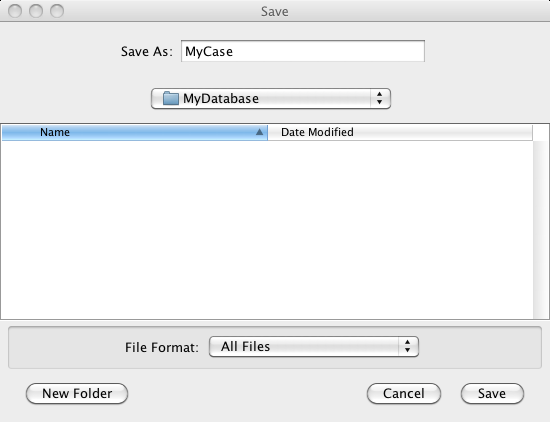 Save
Save As: MyCase
MyDatabase
Name Date Modified
File Format: All Files
New Folder Cancel Save